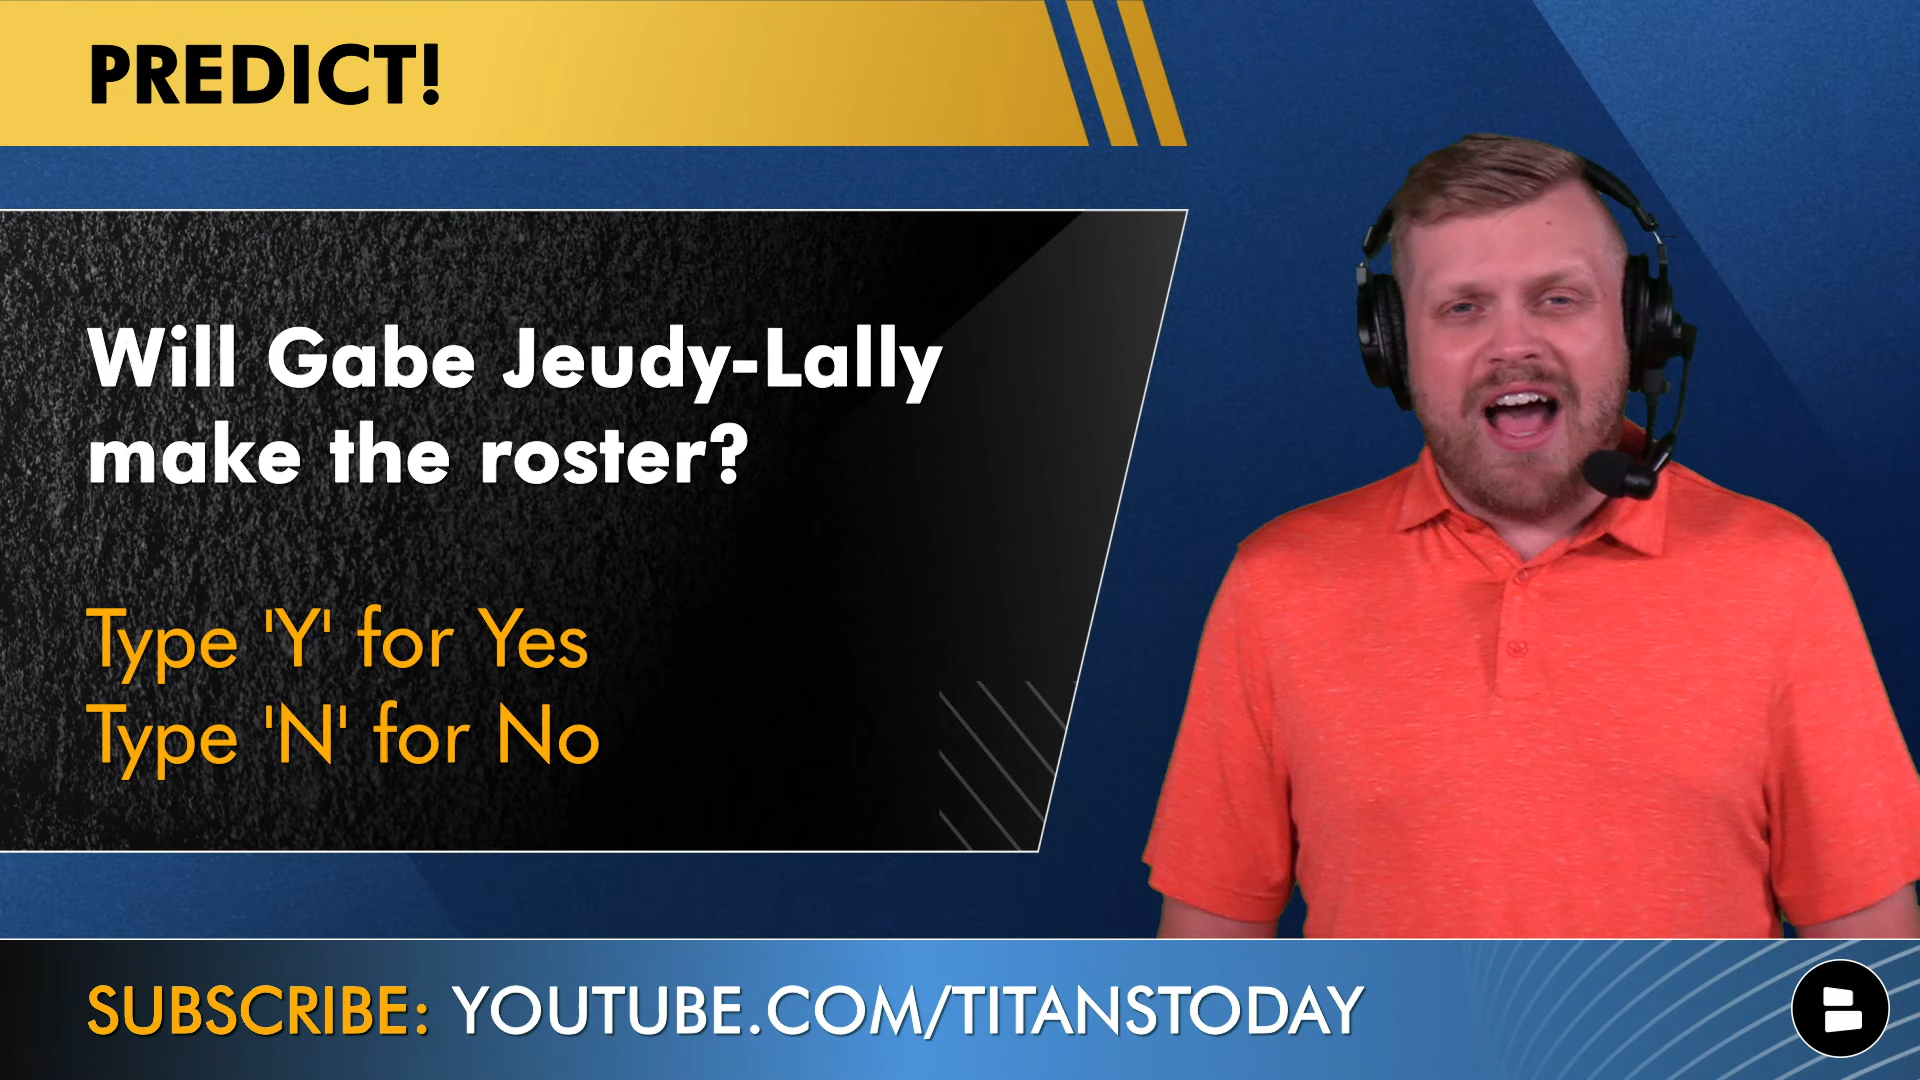 PREDICT!
Will Gabe Jeudy-Lally
make the roster?
Type 'Y' for Yes
Type 'N' for No
SUBSCRIBE: YOUTUBE.COM/TITANSTODAY